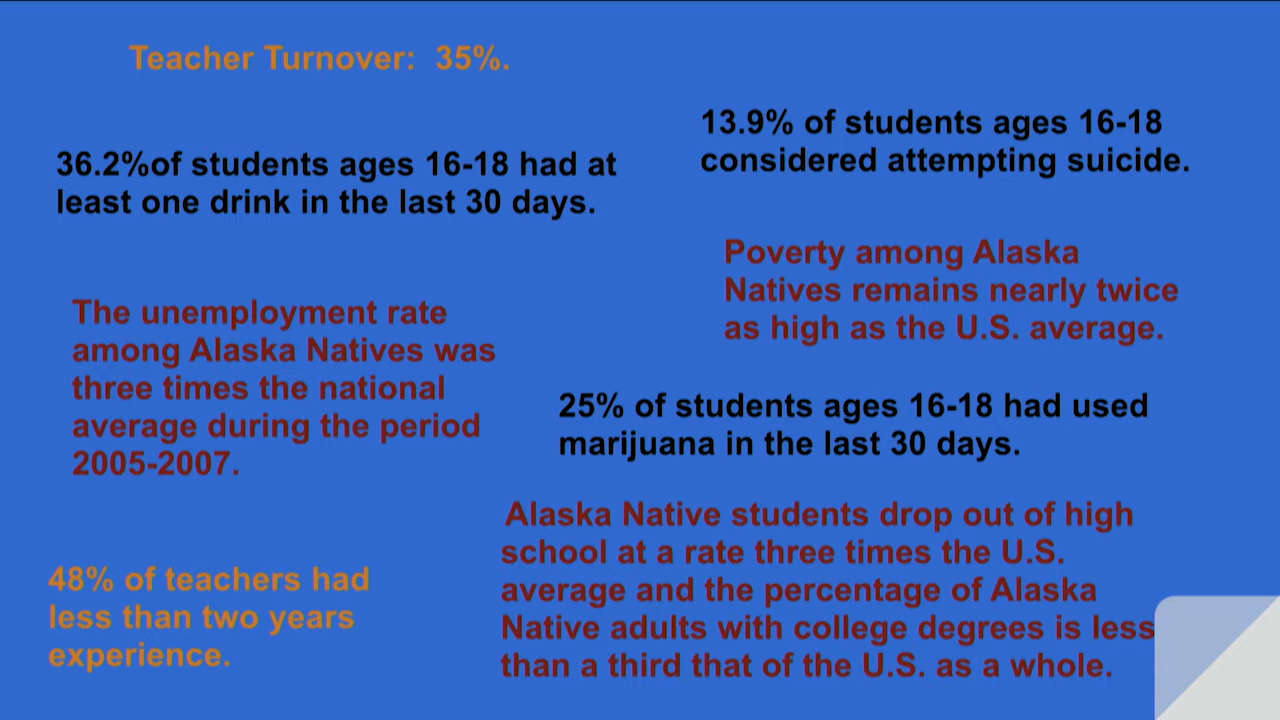 Teacher Turnover:  35%.
13.9% of students ages 16-18
considered attempting suicide.
36.2%of students ages 16-18 had at
least one drink in the last 30 days.
Poverty among Alaska
Natives remains nearly twice
as high as the U.S. average.
The unemployment rate
among Alaska Natives was
three times the national
average during the period
2005-2007.
25% of students ages 16-18 had used
marijuana in the last 30 days.
Alaska Native students drop out of high
school at a rate three times the U.S.
average and the percentage of Alaska
Native adults with college degrees is less
than a third that of the U.S. as a whole.
48% of teachers had
less than two years
experience.